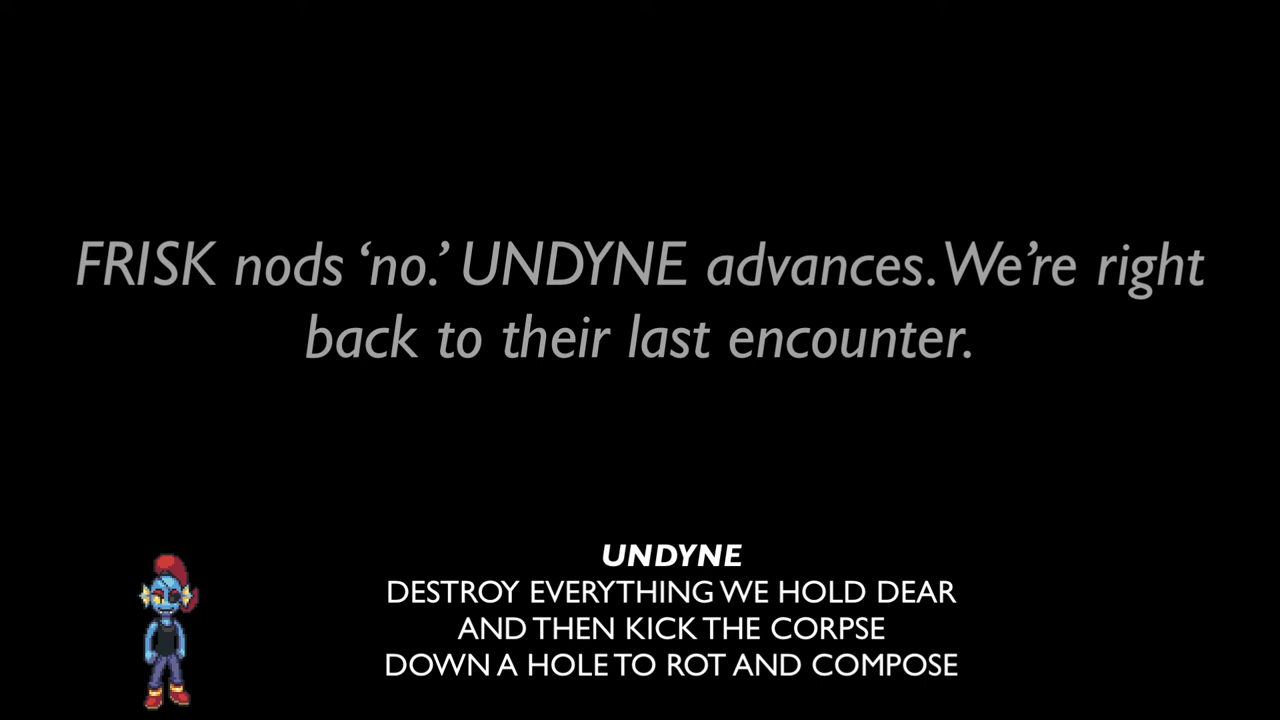 FRISK nods ‘no.’ UNDYNE advances. We’re right
back to their last encounter.
UNDYNE
DESTROY EVERYTHING WE HOLD DEAR
AND THEN KICK THE CORPSE
DOWN A HOLE TO ROT AND COMPOSE